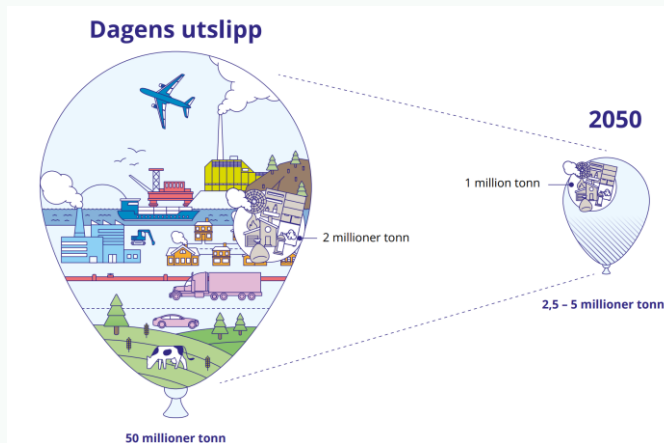 Dagens utslipp
2050
1 million tonn
2 millioner tonn
2,5 – 5 millioner tonn
50 millioner tonn